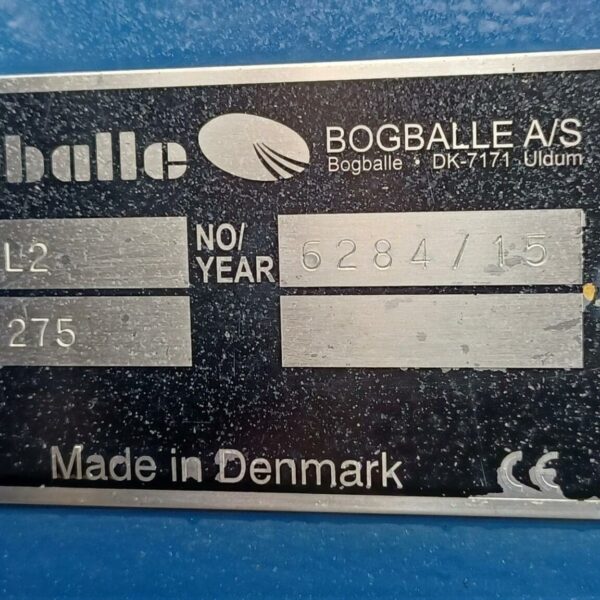 balle
BOGBALLE A/S
Bogballe • DK-7171 Uldum
L2
NO/
YEAR
6284/15
275
Made in Denmark
CE